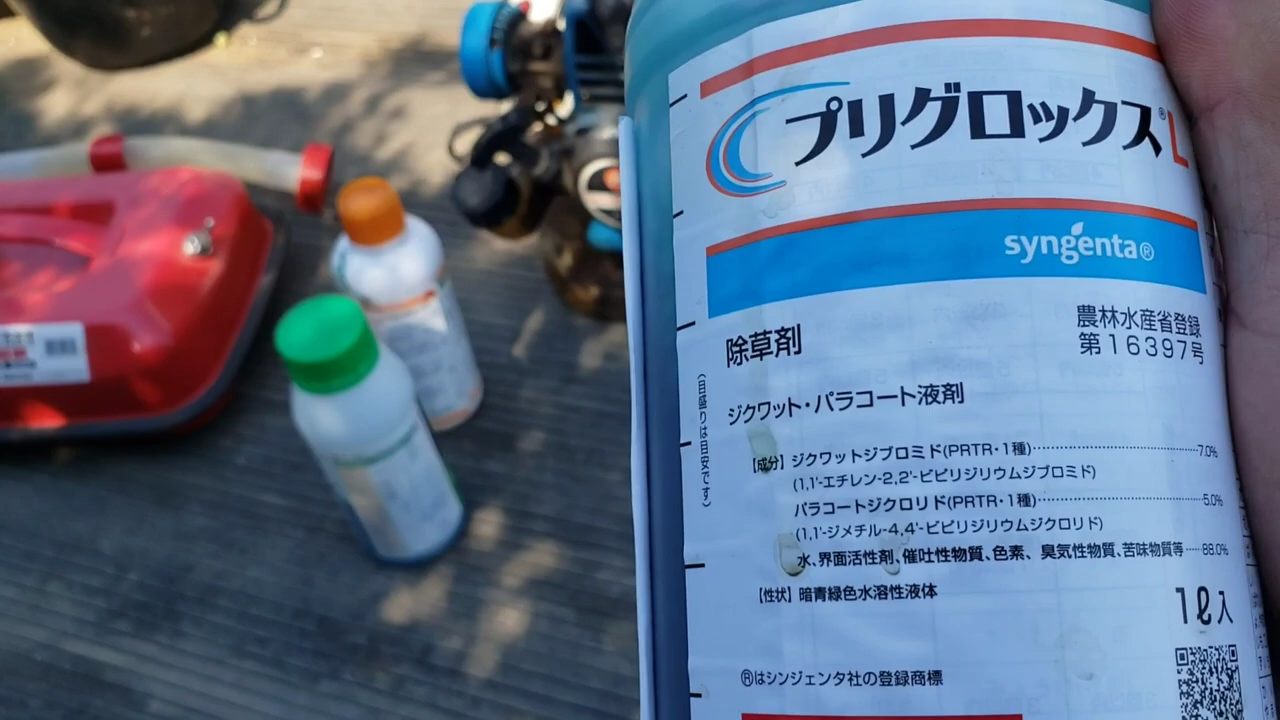 プリグロックス®L
syngenta®
除草剤
農林水産省登録
第16397号
ジクワット・パラコート液剤
(目盛りは目安です)
【成分】ジクワットジブロミド(PRTR・1種)……7.0%
(1,1'-エチレン-2,2'-ビピリジリウムジブロミド)
パラコートジクロリド(PRTR・1種)……5.0%
(1,1'-ジメチル-4,4'-ビピリジリウムジクロリド)
水、界面活性剤、催吐性物質、色素、臭気性物質、苦味物質等……88.0%
【性状】暗青緑色水溶性液体
1ℓ入
®はシンジェンタ社の登録商標